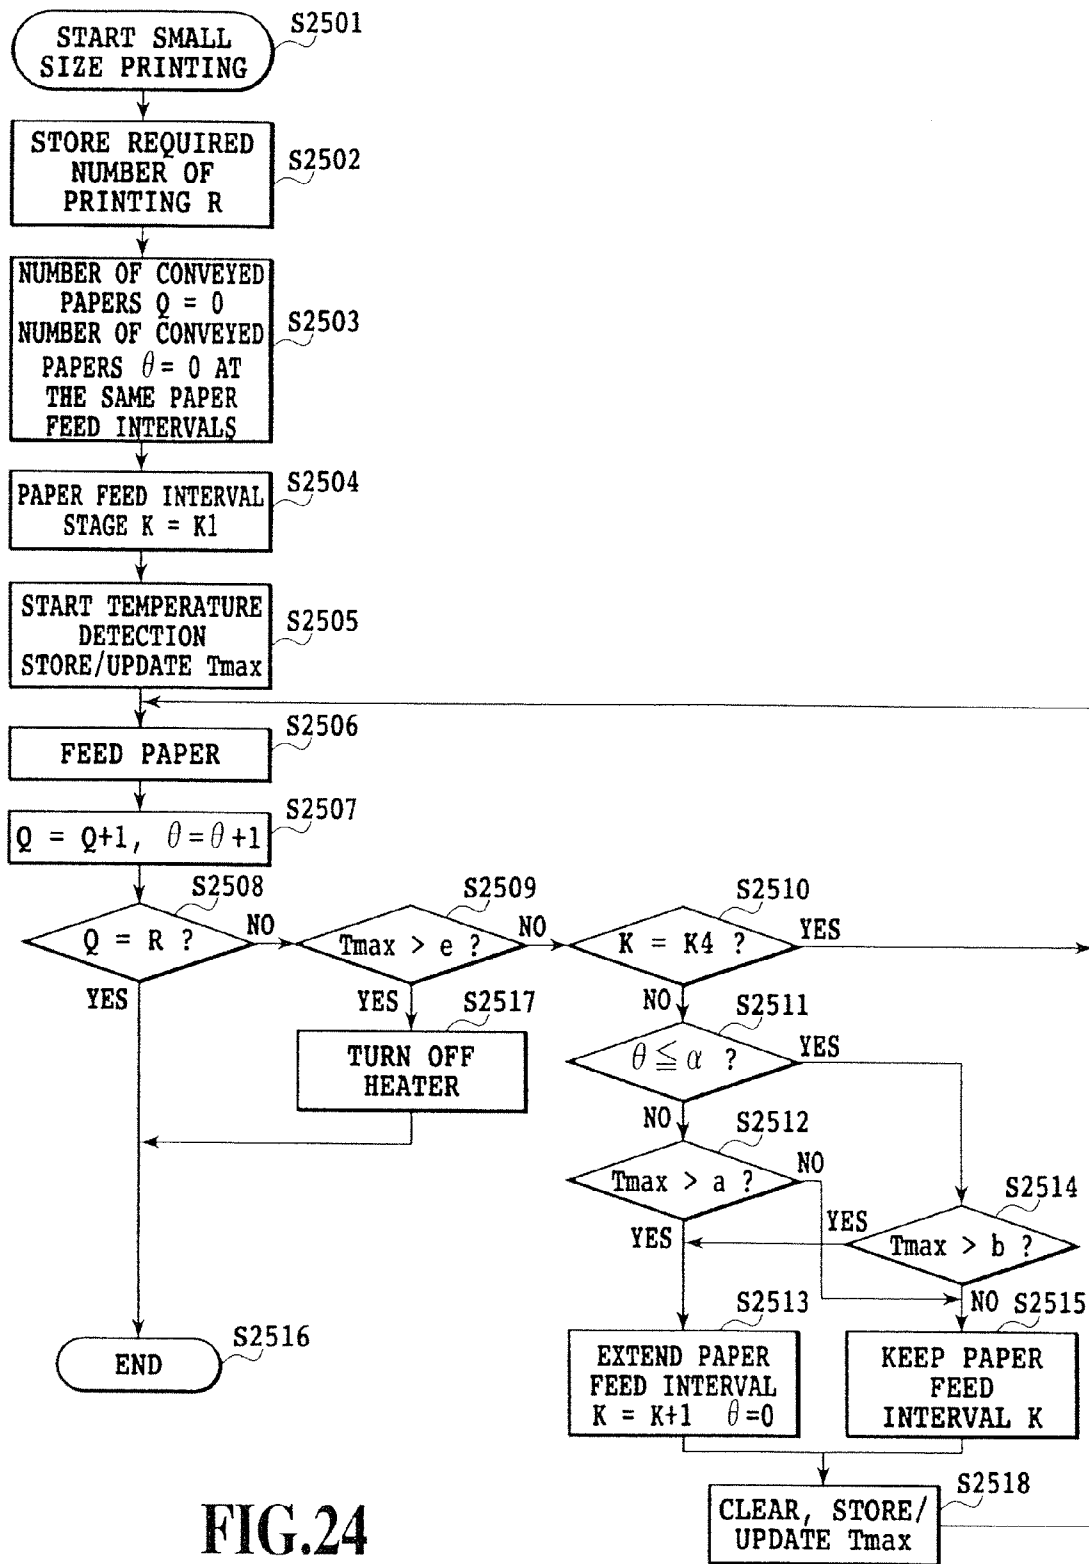 START SMALL
SIZE PRINTING
S2501
STORE REQUIRED
NUMBER OF
PRINTING R
S2502
NUMBER OF CONVEYED
PAPERS Q = 0
NUMBER OF CONVEYED
PAPERS θ = 0 AT
THE SAME PAPER
FEED INTERVALS
S2503
PAPER FEED INTERVAL
STAGE K = K1
S2504
START TEMPERATURE
DETECTION
STORE/UPDATE Tmax
S2505
FEED PAPER
S2506
Q = Q+1, θ = θ +1
S2507
Q = R ?
S2508
NO
YES
Tmax > e ?
S2509
NO
YES
K = K4 ?
S2510
YES
NO
TURN OFF
HEATER
S2517
θ ≦ α ?
S2511
YES
NO
Tmax > a ?
S2512
NO
YES
Tmax > b ?
S2514
YES
NO
END
S2516
EXTEND PAPER
FEED INTERVAL
K = K+1 θ =0
S2513
KEEP PAPER
FEED
INTERVAL K
S2515
CLEAR, STORE/
UPDATE Tmax
S2518
FIG.24